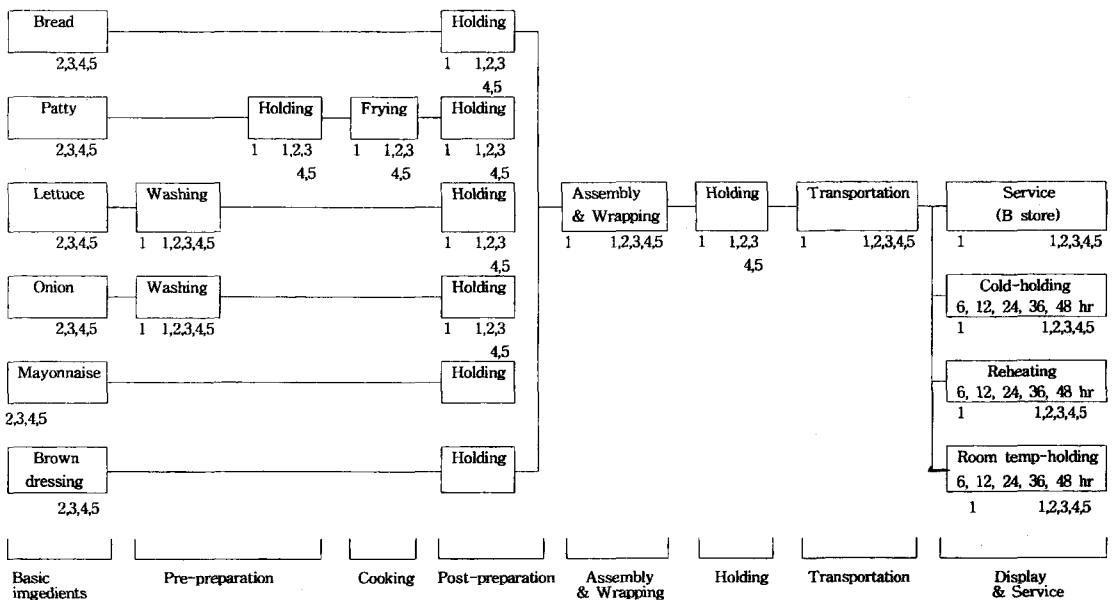 Bread
Holding
2,3,4,5
1 1,2,3
4,5
Patty
Holding
Frying
Holding
2,3,4,5
1 1,2,3
4,5
1 1,2,3
4,5
1 1,2,3
4,5
Lettuce
Washing
Holding
Assembly
& Wrapping
Holding
Transportation
Service
(B store)
2,3,4,5
1 1,2,3,4,5
1 1,2,3
4,5
1 1,2,3,4,5
1 1,2,3
4,5
1 1,2,3,4,5
1 1,2,3,4,5
Onion
Washing
Holding
Cold-holding
6, 12, 24, 36, 48 hr
2,3,4,5
1 1,2,3,4,5
1 1,2,3
4,5
1 1,2,3,4,5
Mayonnaise
Holding
Reheating
6, 12, 24, 36, 48 hr
2,3,4,5
1 1,2,3,4,5
Brown
dressing
Holding
Room temp-holding
6, 12, 24, 36, 48 hr
2,3,4,5
1 1,2,3,4,5
Basic
imgedients
Pre-preparation
Cooking
Post-preparation
Assembly
& Wrapping
Holding
Transportation
Display
& Service